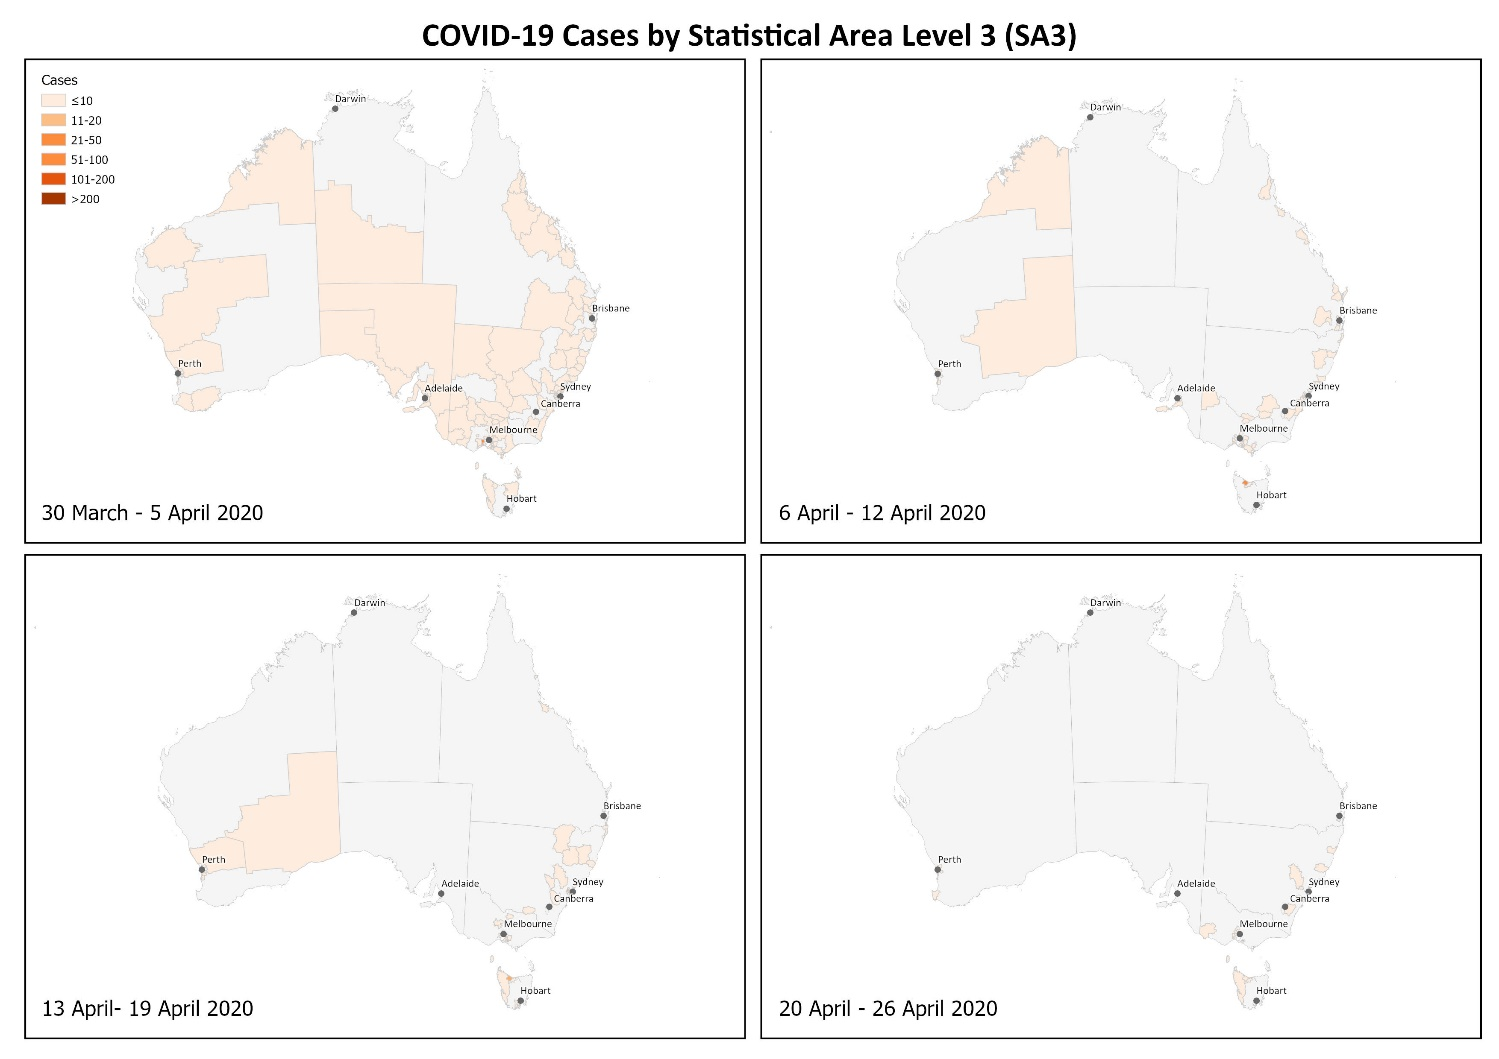 COVID-19 Cases by Statistical Area Level 3 (SA3)
Cases
≤10
11-20
21-50
51-100
101-200
>200
Darwin
Brisbane
Perth
Adelaide
Sydney
Canberra
Melbourne
Hobart
30 March - 5 April 2020
Darwin
Brisbane
Perth
Adelaide
Sydney
Canberra
Melbourne
Hobart
6 April - 12 April 2020
Darwin
Brisbane
Perth
Adelaide
Sydney
Canberra
Melbourne
Hobart
13 April- 19 April 2020
Darwin
Brisbane
Perth
Adelaide
Sydney
Canberra
Melbourne
Hobart
20 April - 26 April 2020